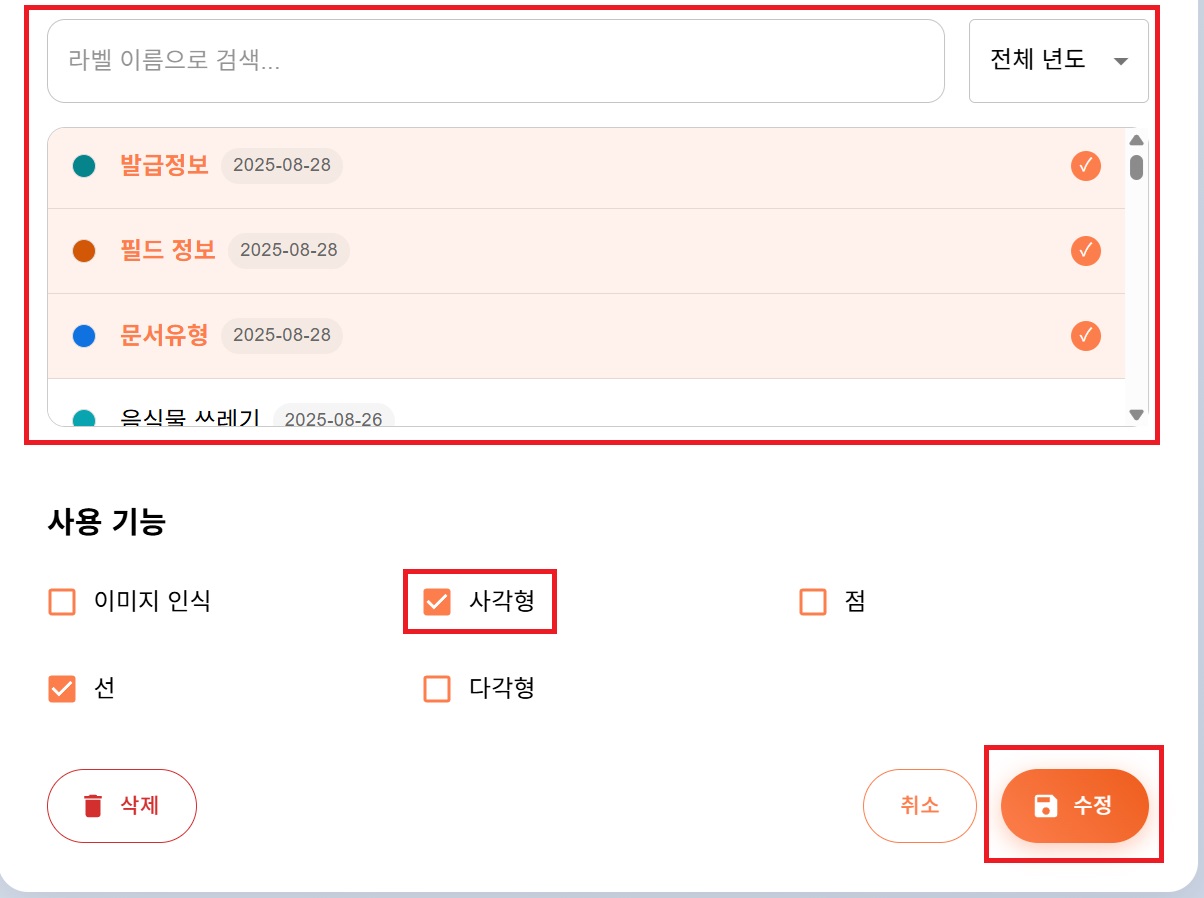 라벨 이름으로 검색...
전체 년도
발급정보 2025-08-28
필드 정보 2025-08-28
문서유형 2025-08-28
음식물 쓰레기 2025-08-26
사용 기능
이미지 인식
사각형
점
선
다각형
삭제
취소
수정